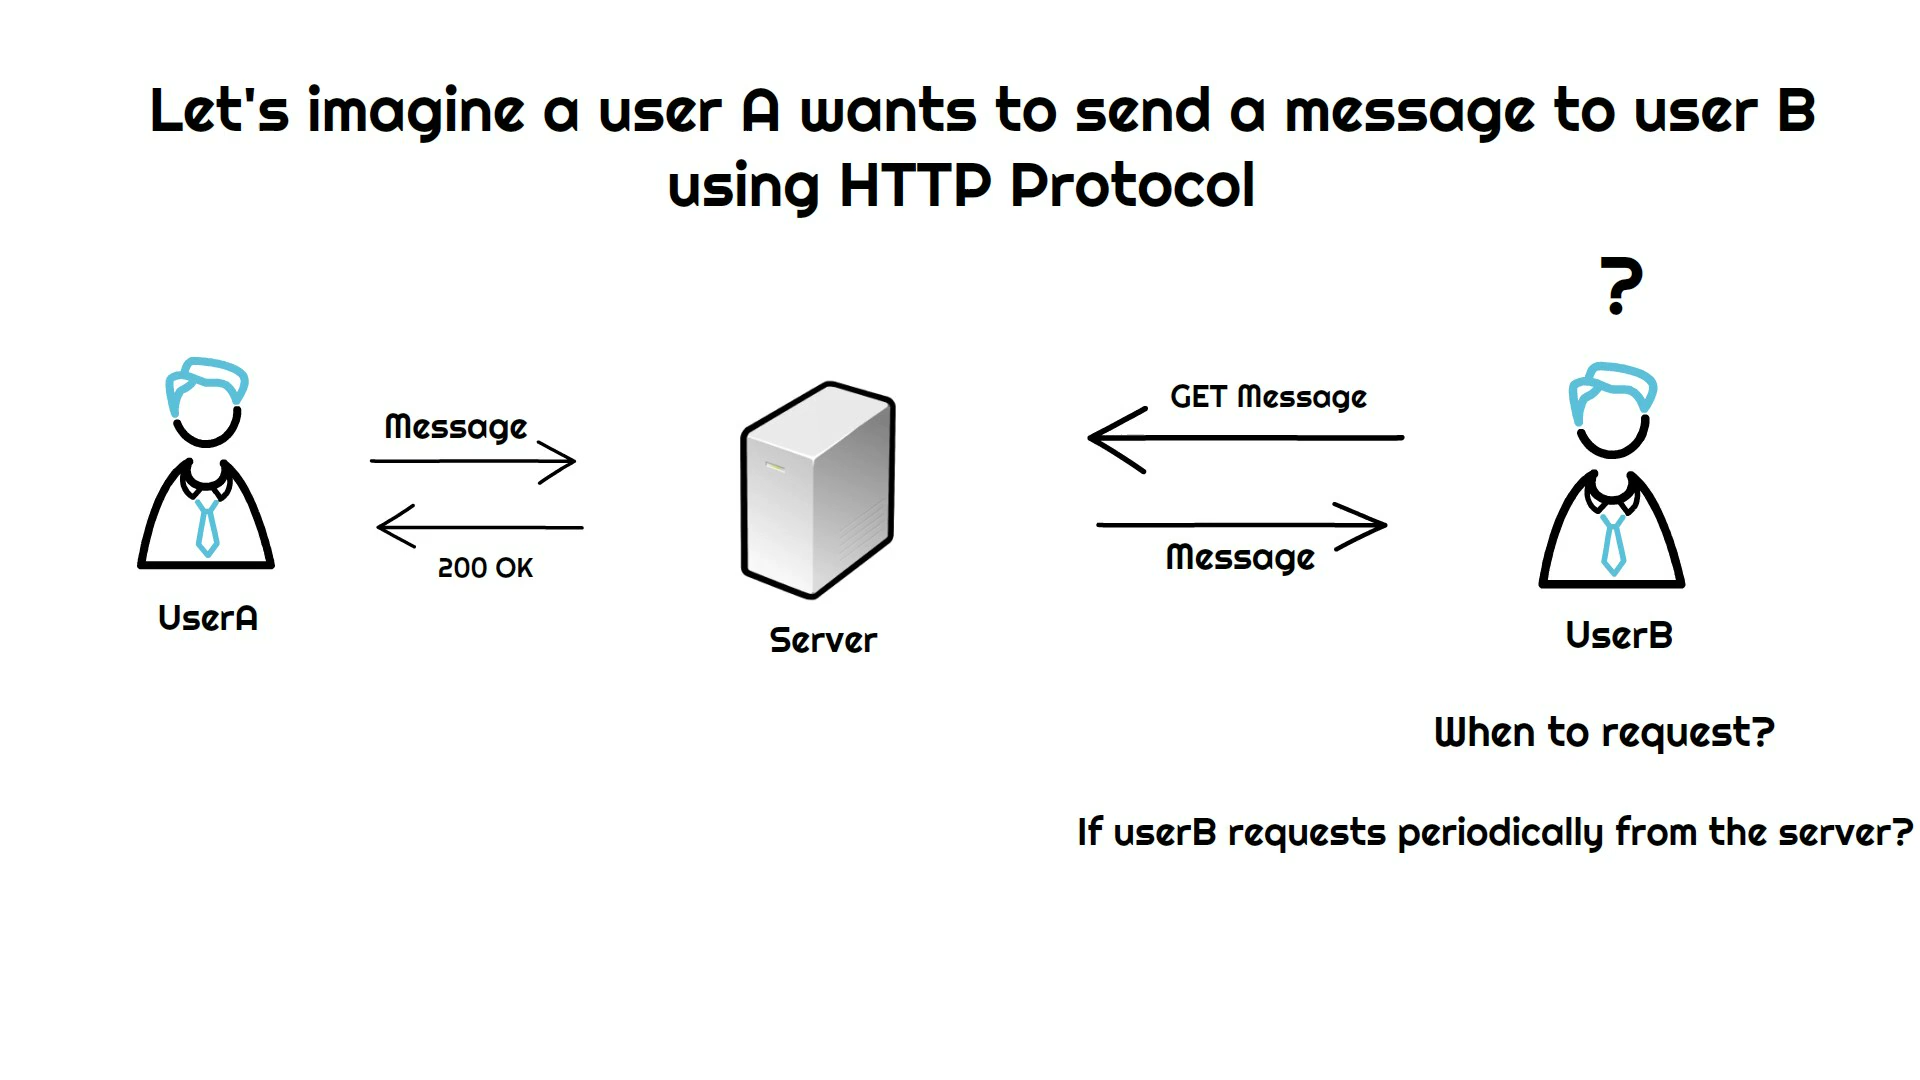 Let's imagine a user A wants to send a message to user B
using HTTP Protocol
?
GET Message
Message
200 OK
Message
UserA
Server
UserB
When to request?
If userB requests periodically from the server?